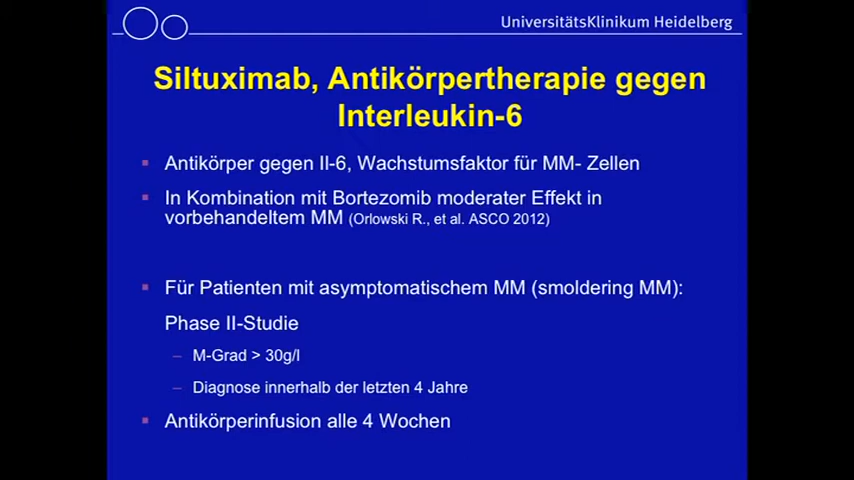 UniversitätsKlinikum Heidelberg
Siltuximab, Antikörpertherapie gegen
Interleukin-6
Antikörper gegen Il-6, Wachstumsfaktor für MM- Zellen
In Kombination mit Bortezomib moderater Effekt in
vorbehandeltem MM (Orlowski R., et al. ASCO 2012)
Für Patienten mit asymptomatischem MM (smoldering MM):
Phase II-Studie
– M-Grad > 30g/l
– Diagnose innerhalb der letzten 4 Jahre
Antikörperinfusion alle 4 Wochen